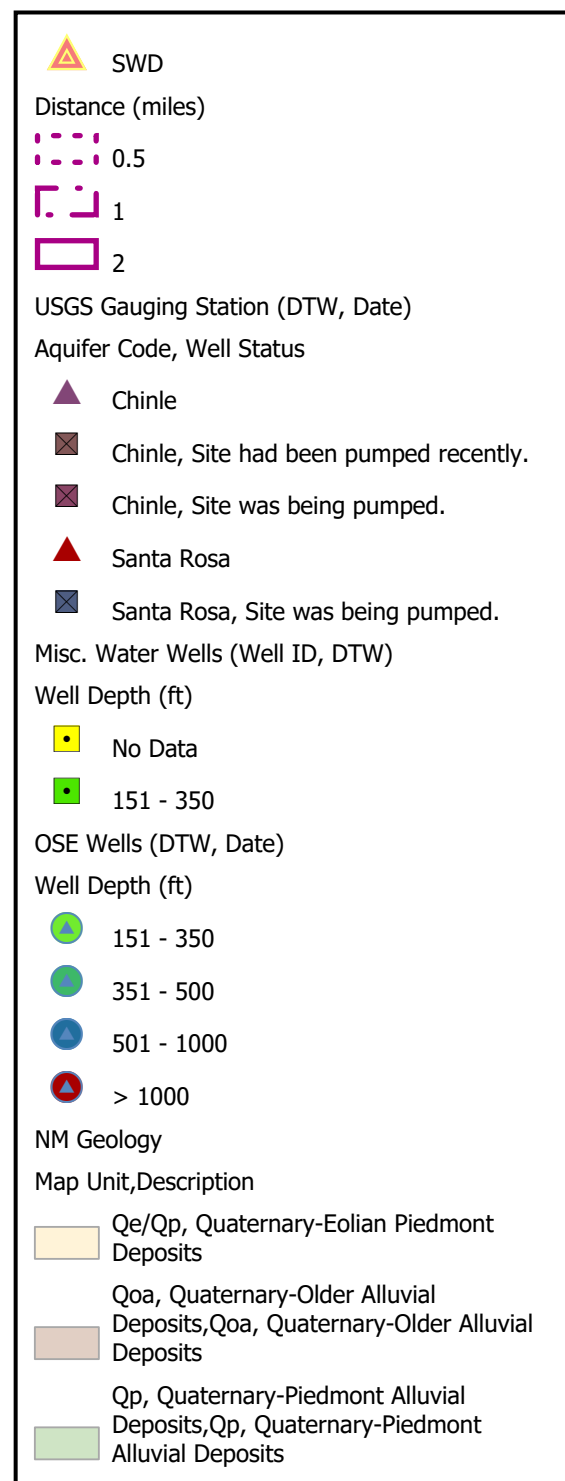 SWD
Distance (miles)
0.5
1
2
USGS Gauging Station (DTW, Date)
Aquifer Code, Well Status
Chinle
Chinle, Site had been pumped recently.
Chinle, Site was being pumped.
Santa Rosa
Santa Rosa, Site was being pumped.
Misc. Water Wells (Well ID, DTW)
Well Depth (ft)
No Data
151 - 350
OSE Wells (DTW, Date)
Well Depth (ft)
151 - 350
351 - 500
501 - 1000
> 1000
NM Geology
Map Unit,Description
Qe/Qp, Quaternary-Eolian Piedmont
Deposits
Qoa, Quaternary-Older Alluvial
Deposits,Qoa, Quaternary-Older Alluvial
Deposits
Qp, Quaternary-Piedmont Alluvial
Deposits,Qp, Quaternary-Piedmont
Alluvial Deposits